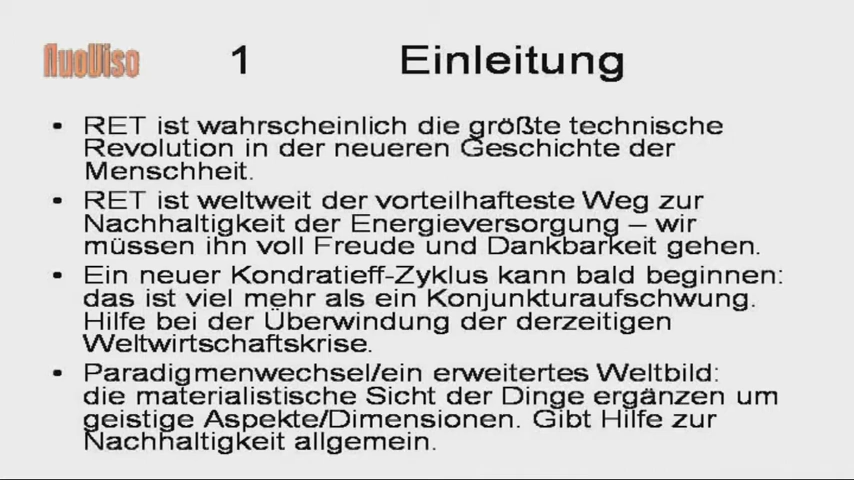 nuoViso
1 Einleitung
• RET ist wahrscheinlich die größte technische
Revolution in der neueren Geschichte der
Menschheit.
• RET ist weltweit der vorteilhafteste Weg zur
Nachhaltigkeit der Energieversorgung – wir
müssen ihn voll Freude und Dankbarkeit gehen.
• Ein neuer Kondratieff-Zyklus kann bald beginnen:
das ist viel mehr als ein Konjunkturaufschwung.
Hilfe bei der Überwindung der derzeitigen
Weltwirtschaftskrise.
• Paradigmenwechsel/ein erweitertes Weltbild:
die materialistische Sicht der Dinge ergänzen um
geistige Aspekte/Dimensionen. Gibt Hilfe zur
Nachhaltigkeit allgemein.